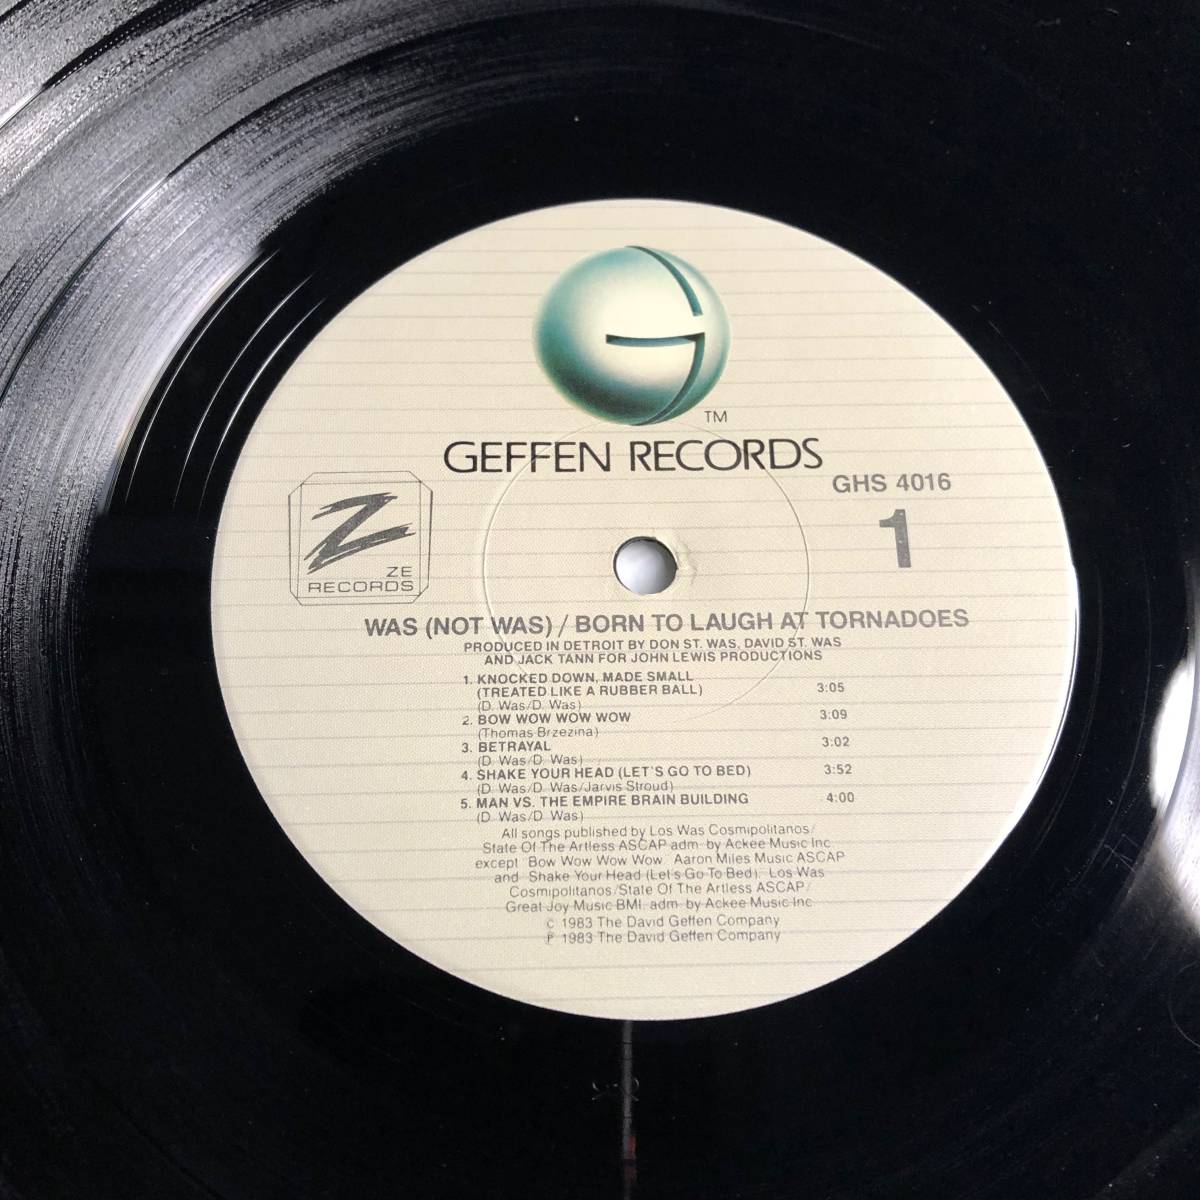 TM
GEFFEN RECORDS
GHS 4016
1
Z
ZE
RECORDS
WAS (NOT WAS) / BORN TO LAUGH AT TORNADOES
PRODUCED IN DETROIT BY DON ST. WAS, DAVID ST. WAS
AND JACK TANN FOR JOHN LEWIS PRODUCTIONS
1. KNOCKED DOWN, MADE SMALL
(TREATED LIKE A RUBBER BALL) 3:05
(D. Was/D. Was)
2. BOW WOW WOW WOW 3:09
(Thomas Brzezina)
3. BETRAYAL 3:02
(D. Was/D. Was)
4. SHAKE YOUR HEAD (LET'S GO TO BED) 3:52
(D. Was/D. Was/Jarvis Stroud)
5. MAN VS. THE EMPIRE BRAIN BUILDING 4:00
(D. Was/D. Was)
All songs published by Los Was Cosmipolitanos/
State Of The Artless ASCAP adm. by Ackee Music Inc.
except "Bow Wow Wow Wow" Aaron Miles Music ASCAP
and "Shake Your Head (Let's Go To Bed)" Los Was
Cosmipolitanos/State Of The Artless ASCAP/
Great Joy Music BMI, adm. by Ackee Music Inc.
© 1983 The David Geffen Company
℗ 1983 The David Geffen Company